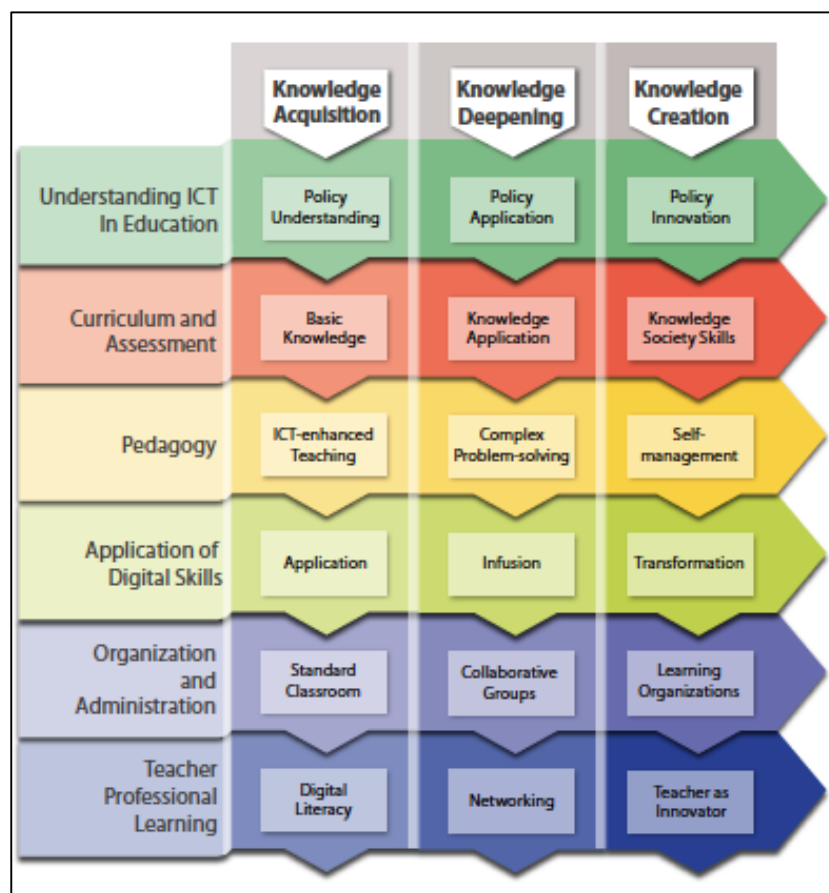 Knowledge
Acquisition
Knowledge
Deepening
Knowledge
Creation
Understanding ICT
In Education
Policy
Understanding
Policy
Application
Policy
Innovation
Curriculum and
Assessment
Basic
Knowledge
Knowledge
Application
Knowledge
Society Skills
Pedagogy
ICT-enhanced
Teaching
Complex
Problem-solving
Self-
management
Application of
Digital Skills
Application
Infusion
Transformation
Organization
and
Administration
Standard
Classroom
Collaborative
Groups
Learning
Organizations
Teacher
Professional
Learning
Digital
Literacy
Networking
Teacher as
Innovator